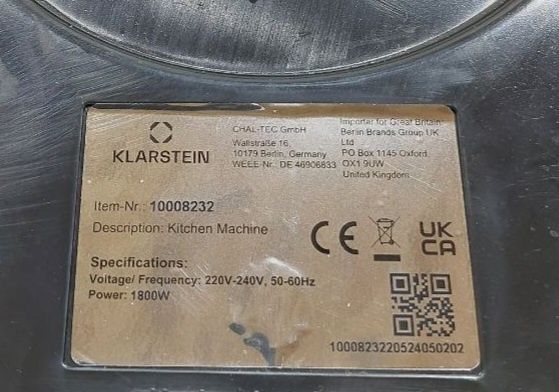 KLARSTEIN
CHAL-TEC GmbH
Wallstraße 16,
10179 Berlin, Germany
WEEE-Nr.: DE 46906833
Importer for Great Britain:
Berlin Brands Group UK
Ltd
PO Box 1145 Oxford
OX1 9UW
United Kingdom
Item-Nr.: 10008232
Description: Kitchen Machine
CE
UK
CA
Specifications:
Voltage/ Frequency: 220V-240V, 50-60Hz
Power: 1800W
1000823220524050202